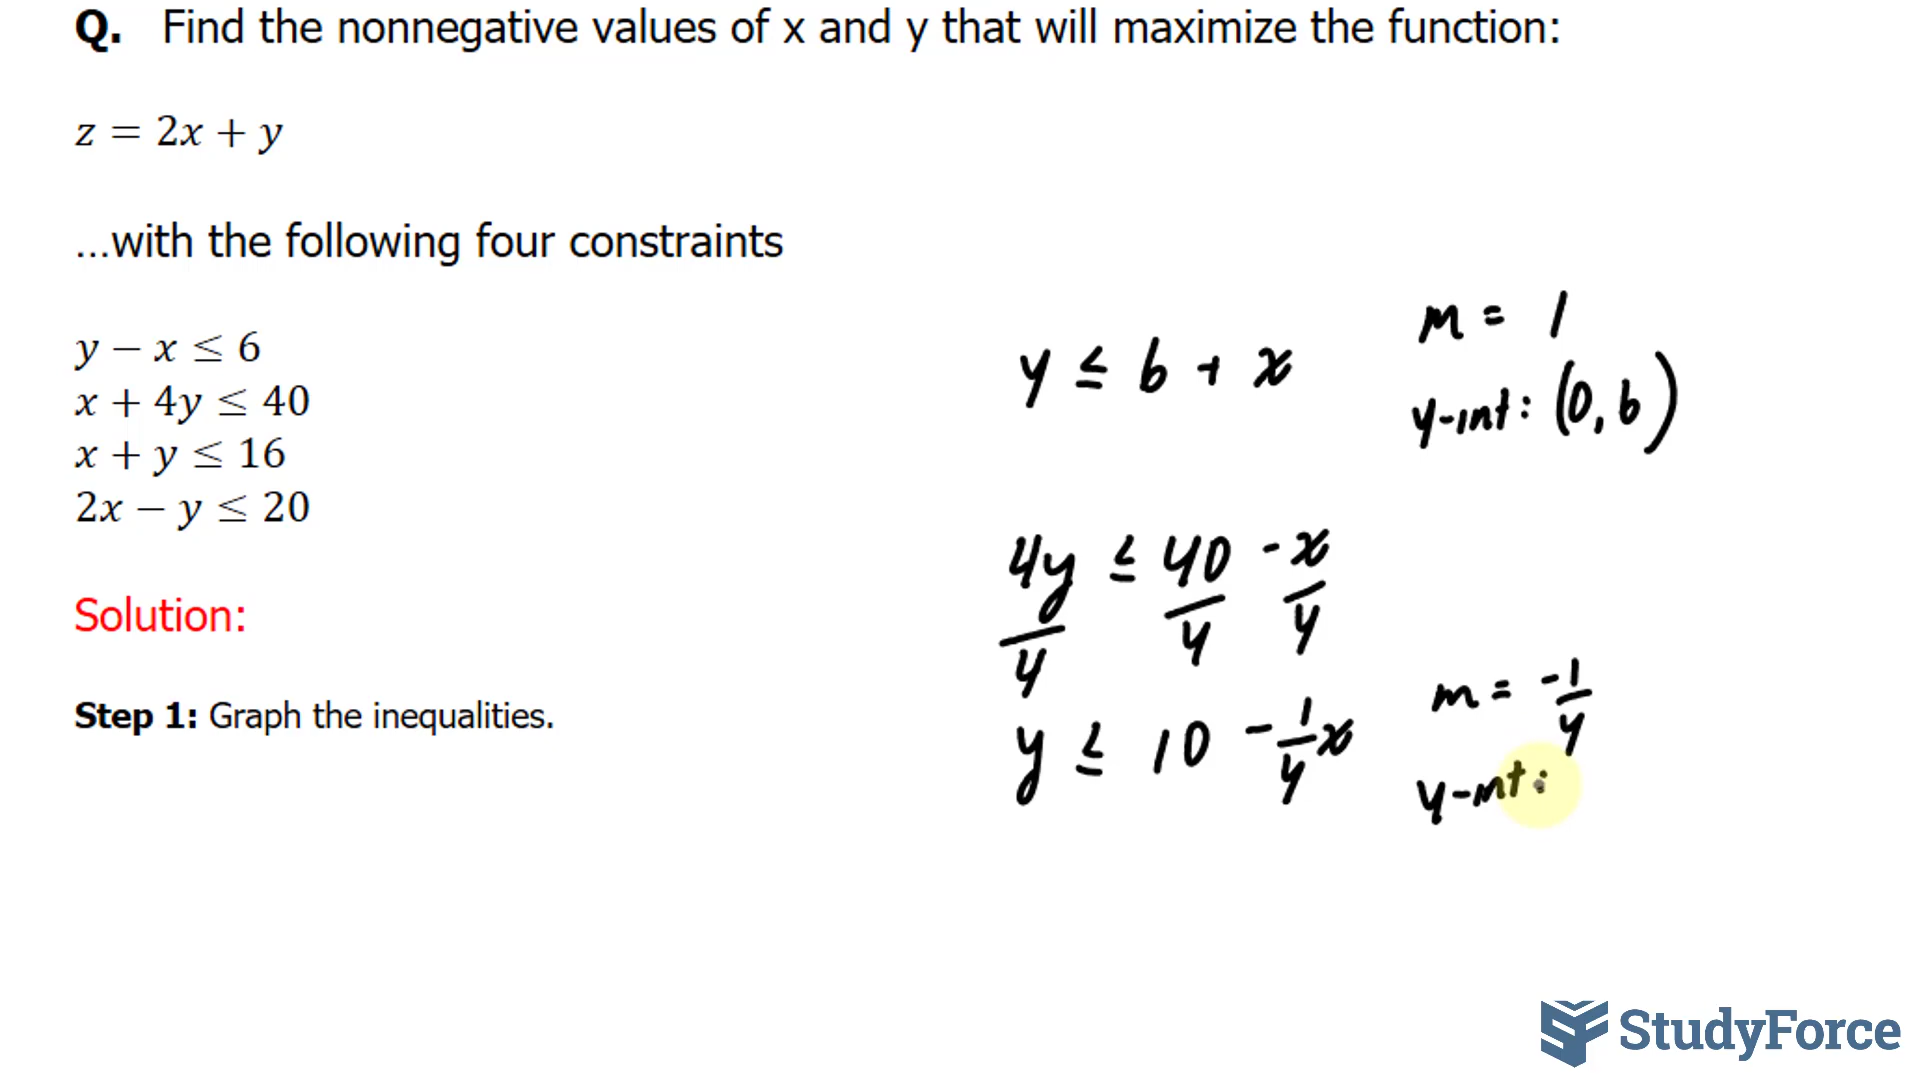 Q. Find the nonnegative values of x and y that will maximize the function:
z = 2x + y
...with the following four constraints
y − x ≤ 6
x + 4y ≤ 40
x + y ≤ 16
2x − y ≤ 20
Solution:
Step 1: Graph the inequalities.
y ≤ 6 + x
m = 1
y-int: (0, 6)
4y/4 ≤ 40/4 -x/4
y ≤ 10 -1/4x
m = -1/4
y-int:
StudyForce